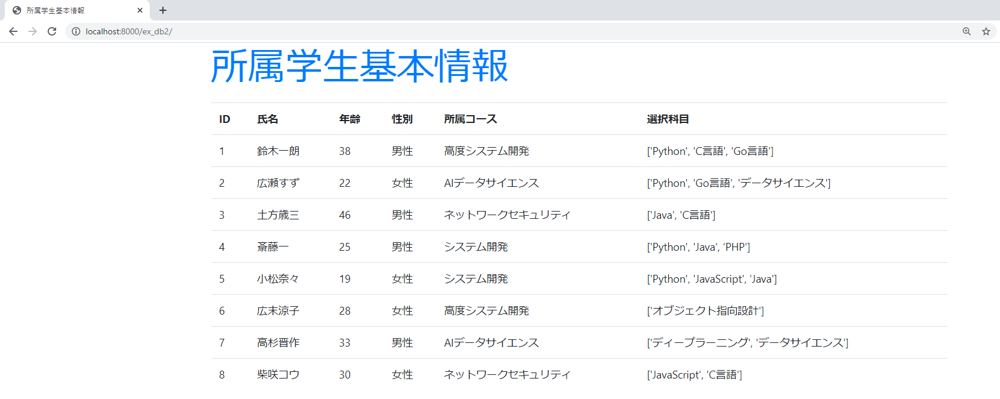 所属学生基本情報
localhost:8000/ex_db2/
所属学生基本情報
ID 氏名 年齢 性別 所属コース 選択科目
1 鈴木一朗 38 男性 高度システム開発 ['Python', 'C言語', 'Go言語']
2 広瀬すず 22 女性 AIデータサイエンス ['Python', 'Go言語', 'データサイエンス']
3 土方歳三 46 男性 ネットワークセキュリティ ['Java', 'C言語']
4 斎藤一 25 男性 システム開発 ['Python', 'Java', 'PHP']
5 小松奈々 19 女性 システム開発 ['Python', 'JavaScript', 'Java']
6 広末涼子 28 女性 高度システム開発 ['オブジェクト指向設計']
7 高杉晋作 33 男性 AIデータサイエンス ['ディープラーニング', 'データサイエンス']
8 柴咲コウ 30 女性 ネットワークセキュリティ ['JavaScript', 'C言語']